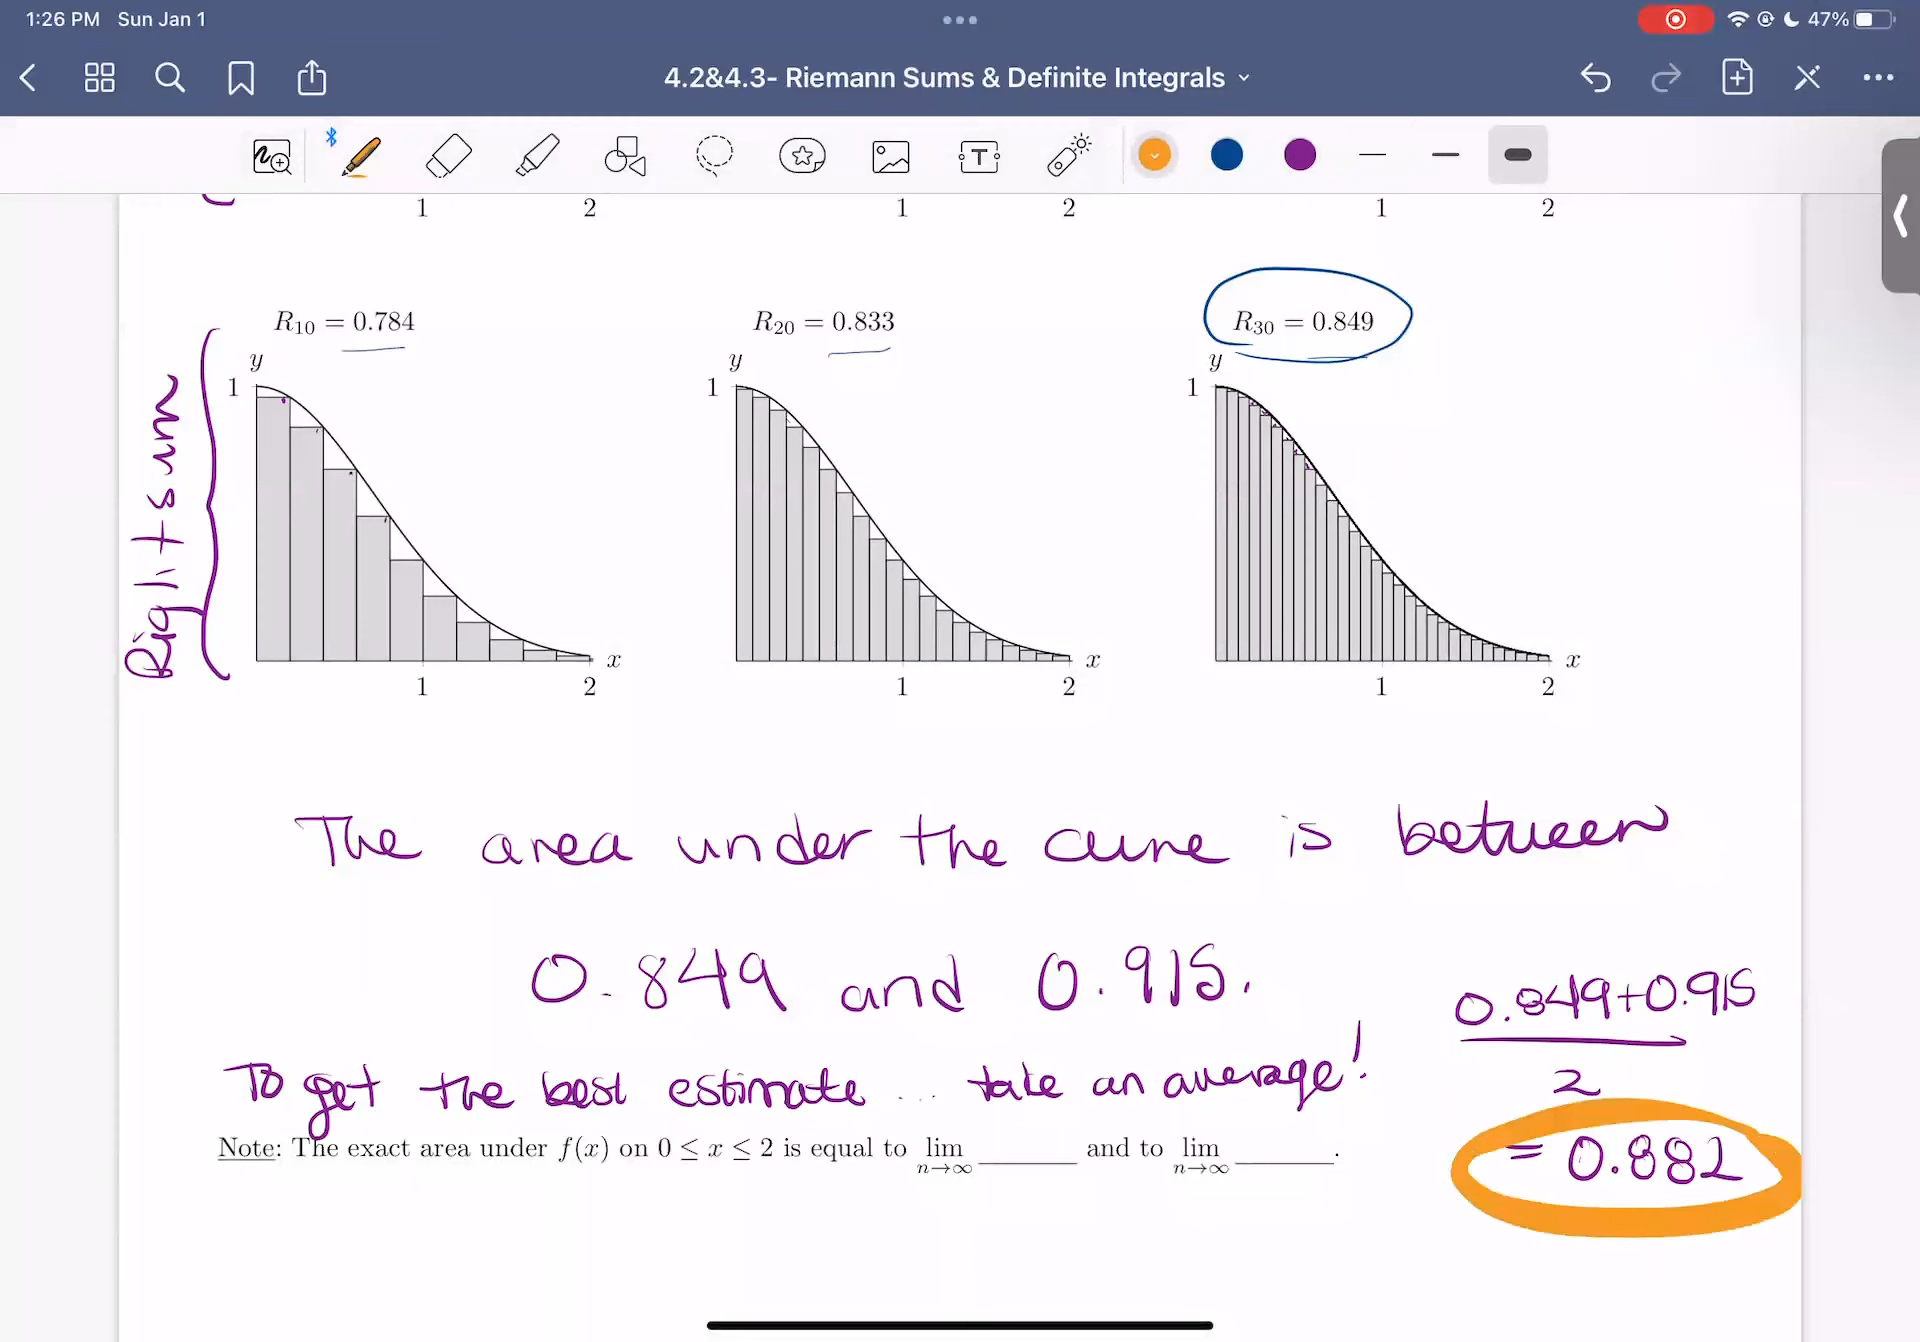 1:26 PM Sun Jan 1
47%
4.2&4.3- Riemann Sums & Definite Integrals
T
1 2 1 2 1 2
R10 = 0.784 R20 = 0.833 R30 = 0.849
y y y
1 1 1
Right sum
x x x
1 2 1 2 1 2
The area under the curve is between
0.849 and 0.915.
0.849+0.915
2
= 0.882
To get the best estimate ... take an average!
Note: The exact area under f(x) on 0 ≤ x ≤ 2 is equal to lim n→∞ ______ and to lim n→∞ ______.